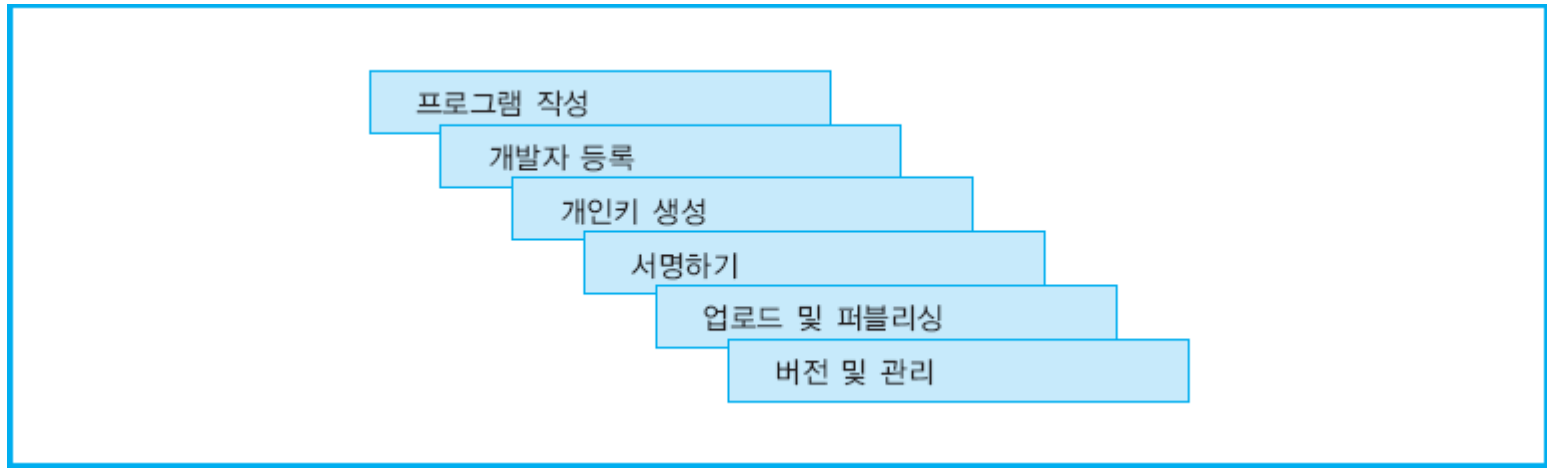 프로그램 작성
개발자 등록
개인키 생성
서명하기
업로드 및 퍼블리싱
버전 및 관리